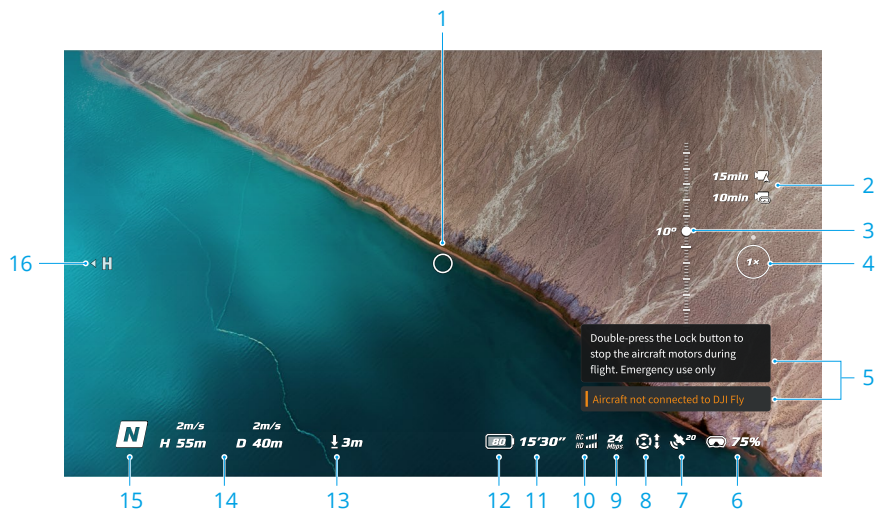 1
15min
2
10min
10°
3
16
H
1×
4
Double-press the Lock button to
stop the aircraft motors during
flight. Emergency use only
5
Aircraft not connected to DJI Fly
N
2m/s
2m/s
H 55m
D 40m
3m
80
15'30"
RC
HD
24
Mbps
20
75%
15
14
13
12
11
10
9
8
7
6